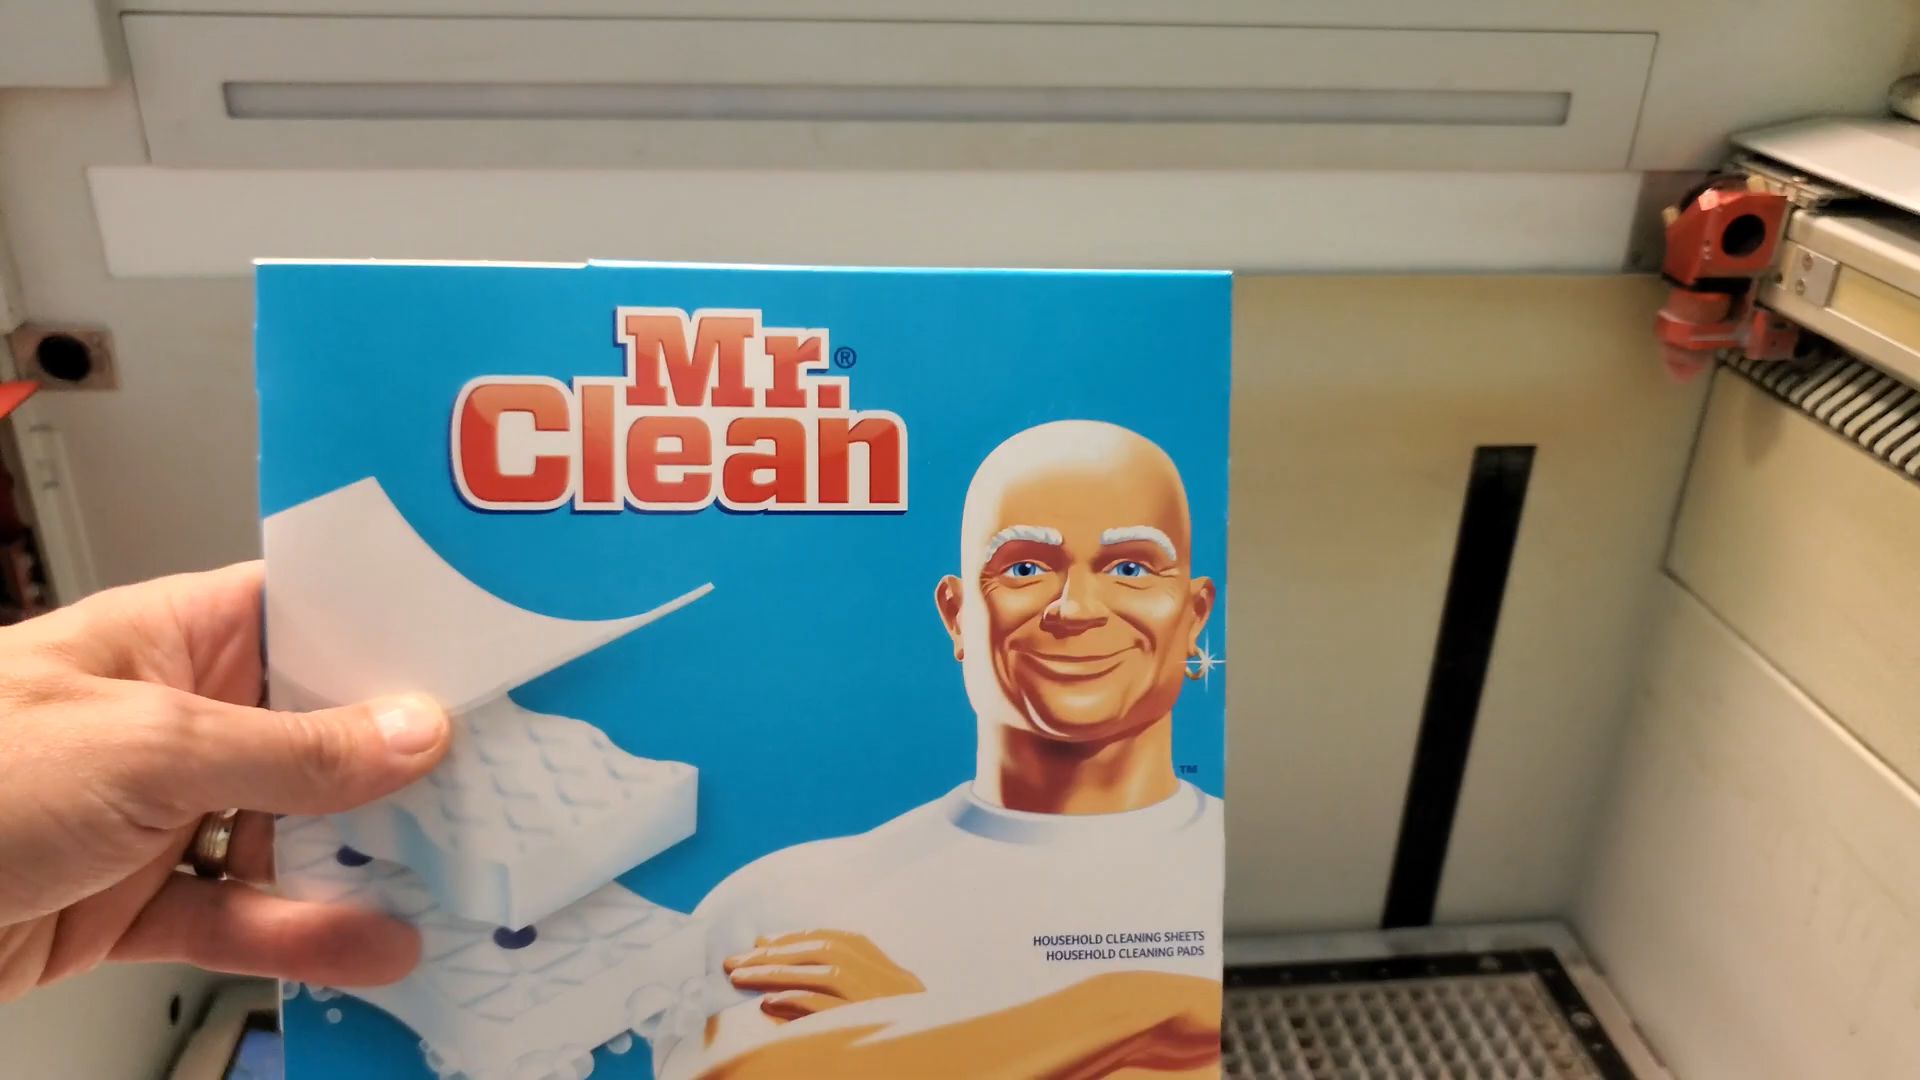 Mr.®
Clean
TM
HOUSEHOLD CLEANING SHEETS
HOUSEHOLD CLEANING PADS